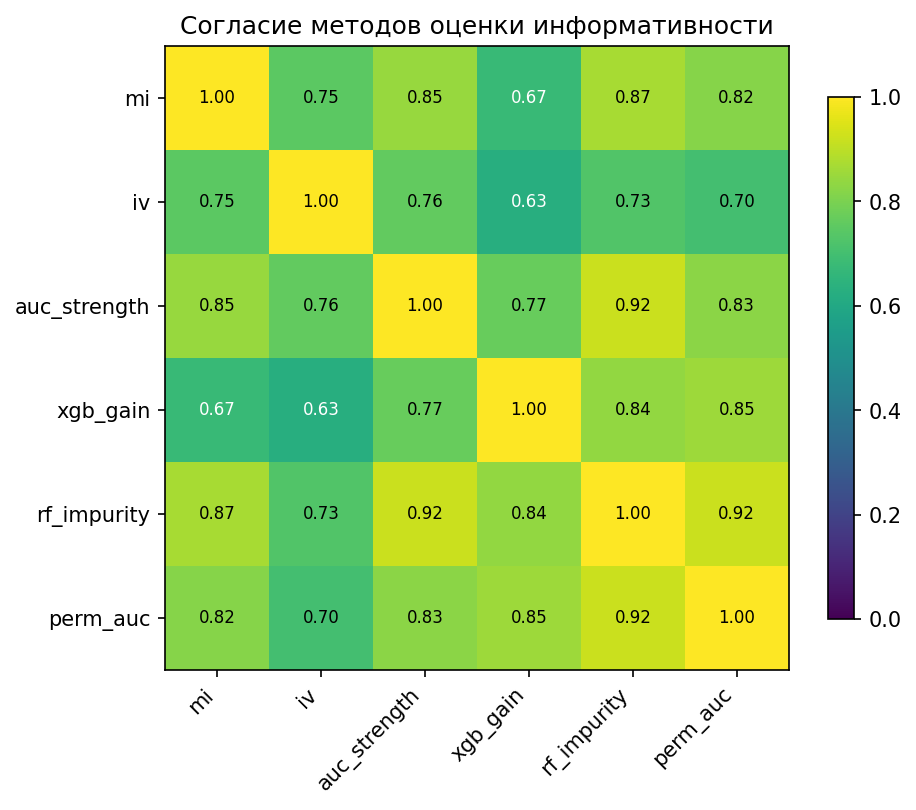 Согласие методов оценки информативности
mi 1.00 0.75 0.85 0.67 0.87 0.82
iv 0.75 1.00 0.76 0.63 0.73 0.70
auc_strength 0.85 0.76 1.00 0.77 0.92 0.83
xgb_gain 0.67 0.63 0.77 1.00 0.84 0.85
rf_impurity 0.87 0.73 0.92 0.84 1.00 0.92
perm_auc 0.82 0.70 0.83 0.85 0.92 1.00
mi iv auc_strength xgb_gain rf_impurity perm_auc
1.0
0.8
0.6
0.4
0.2
0.0